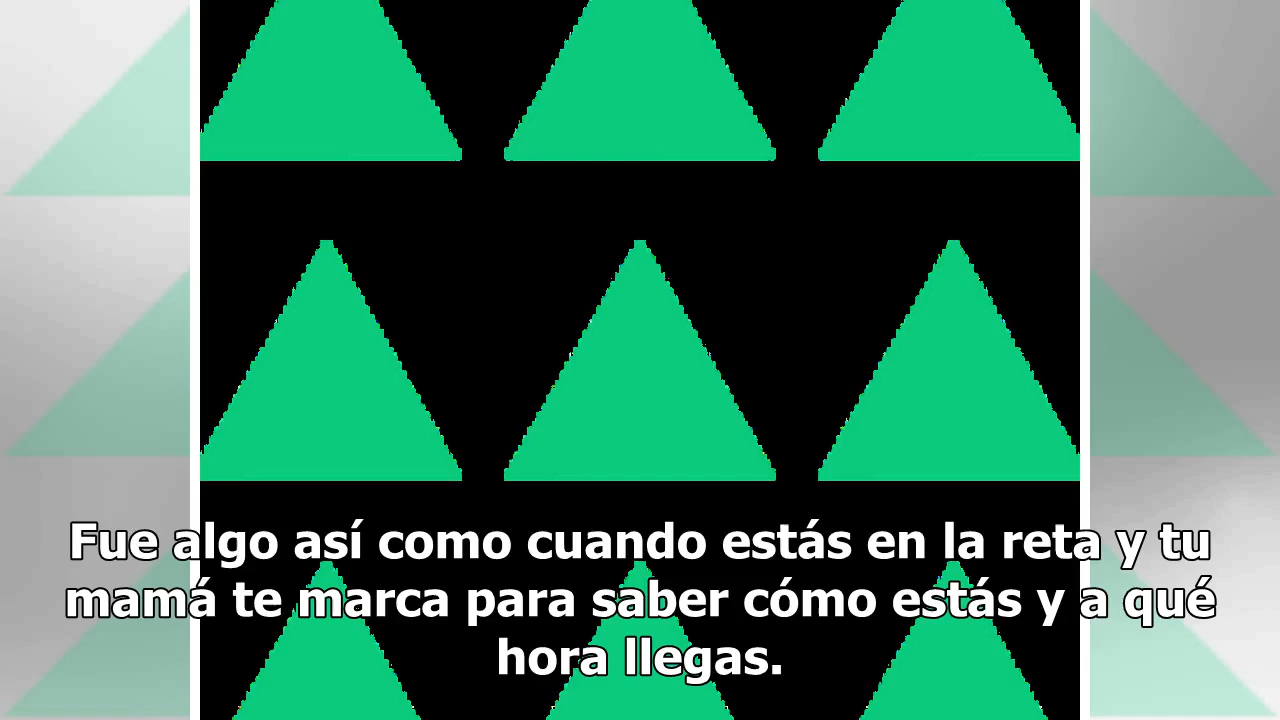 Fue algo así como cuando estás en la reta y tu
mamá te marca para saber cómo estás y a qué
hora llegas.